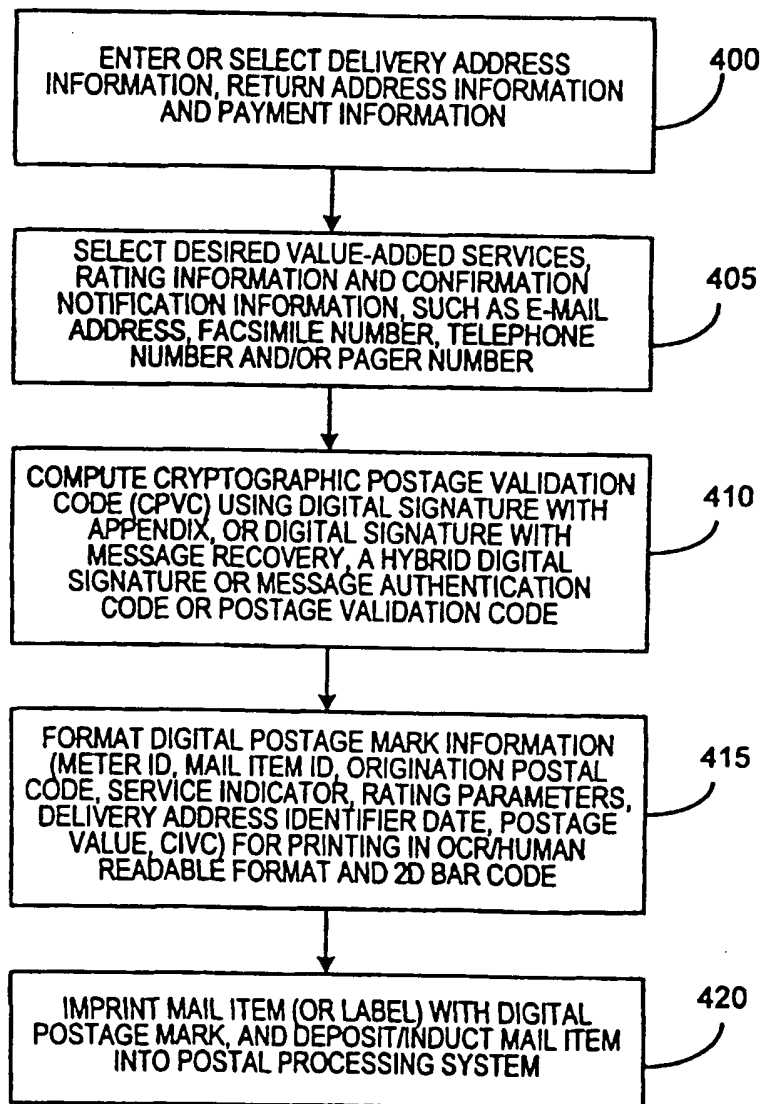 ENTER OR SELECT DELIVERY ADDRESS
INFORMATION, RETURN ADDRESS INFORMATION
AND PAYMENT INFORMATION
400
SELECT DESIRED VALUE-ADDED SERVICES,
RATING INFORMATION AND CONFIRMATION
NOTIFICATION INFORMATION, SUCH AS E-MAIL
ADDRESS, FACSIMILE NUMBER, TELEPHONE
NUMBER AND/OR PAGER NUMBER
405
COMPUTE CRYPTOGRAPHIC POSTAGE VALIDATION
CODE (CPVC) USING DIGITAL SIGNATURE WITH
APPENDIX, OR DIGITAL SIGNATURE WITH
MESSAGE RECOVERY, A HYBRID DIGITAL
SIGNATURE OR MESSAGE AUTHENTICATION
CODE OR POSTAGE VALIDATION CODE
410
FORMAT DIGITAL POSTAGE MARK INFORMATION
(METER ID, MAIL ITEM ID, ORIGINATION POSTAL
CODE, SERVICE INDICATOR, RATING PARAMETERS,
DELIVERY ADDRESS IDENTIFIER DATE, POSTAGE
VALUE, CIVC) FOR PRINTING IN OCR/HUMAN
READABLE FORMAT AND 2D BAR CODE
415
IMPRINT MAIL ITEM (OR LABEL) WITH DIGITAL
POSTAGE MARK, AND DEPOSIT/INDUCT MAIL ITEM
INTO POSTAL PROCESSING SYSTEM
420